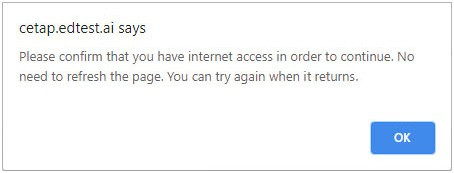 cetap.edtest.ai says
Please confirm that you have internet access in order to continue. No
need to refresh the page. You can try again when it returns.
OK